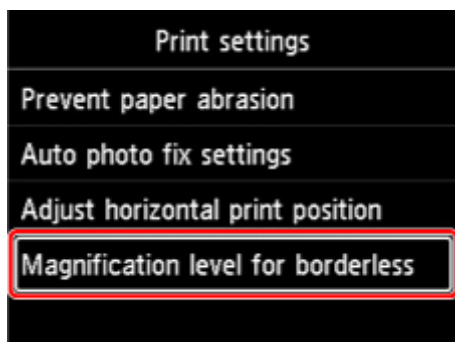 Print settings
Prevent paper abrasion
Auto photo fix settings
Adjust horizontal print position
Magnification level for borderless